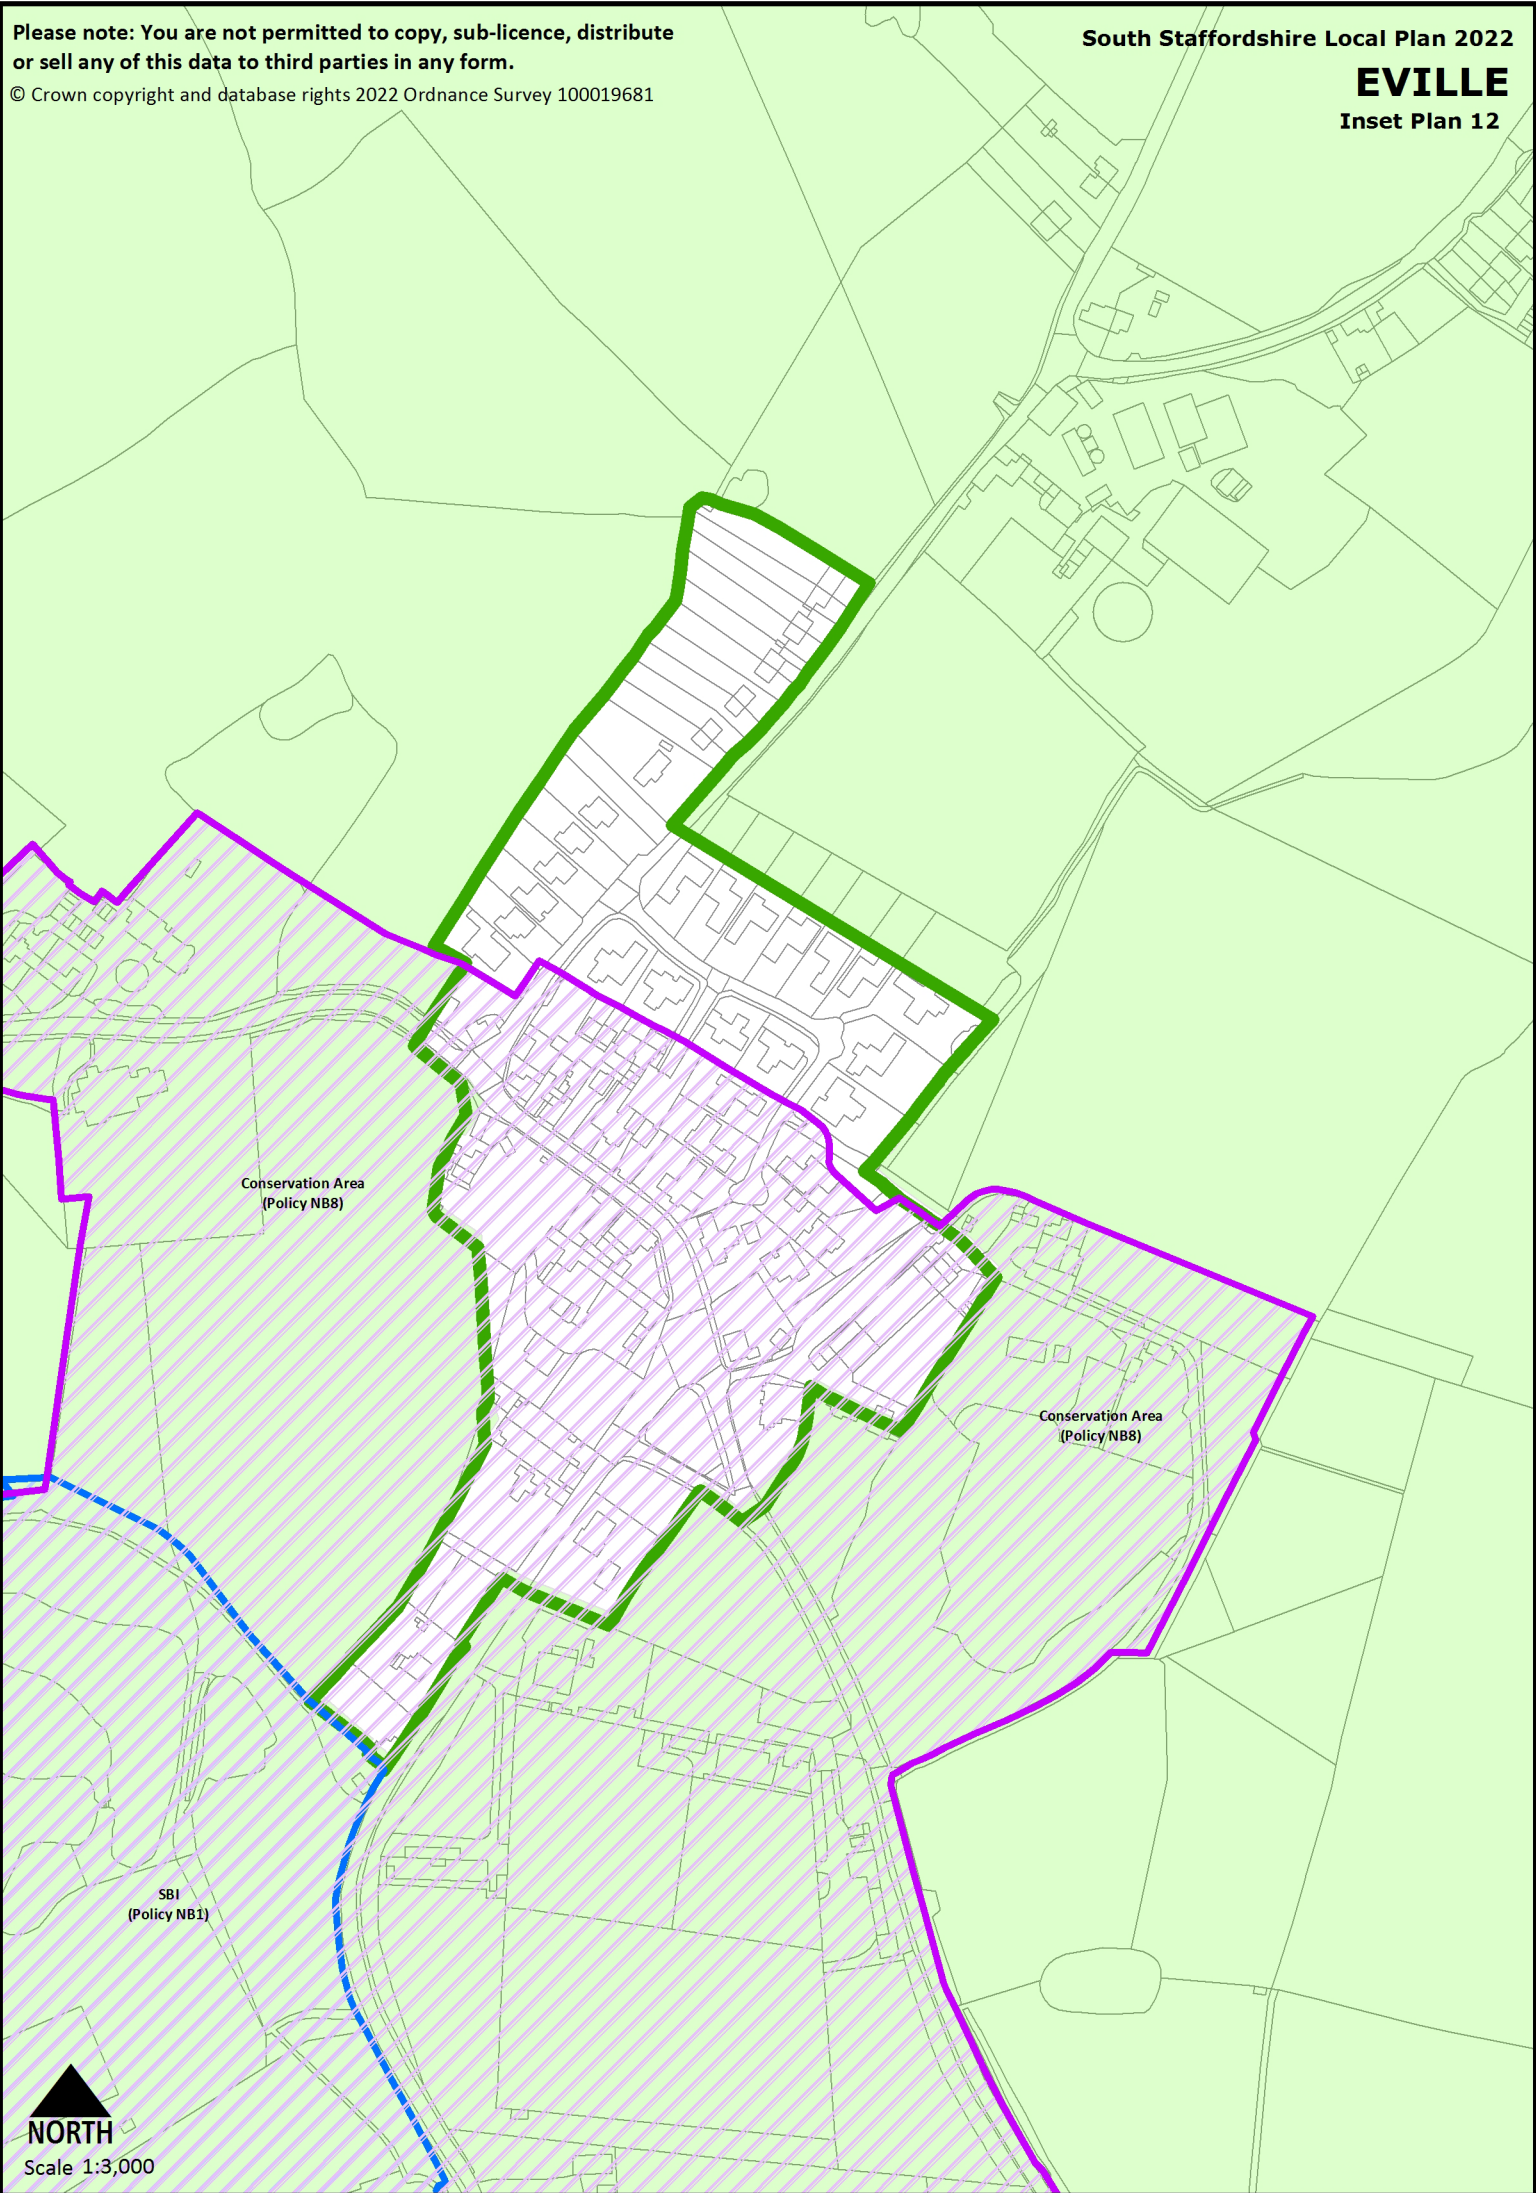 Please note: You are not permitted to copy, sub-licence, distribute
or sell any of this data to third parties in any form.
© Crown copyright and database rights 2022 Ordnance Survey 100019681
South Staffordshire Local Plan 2022
EVILLE
Inset Plan 12
Conservation Area
(Policy NB8)
Conservation Area
(Policy NB8)
SBI
(Policy NB1)
NORTH
Scale 1:3,000